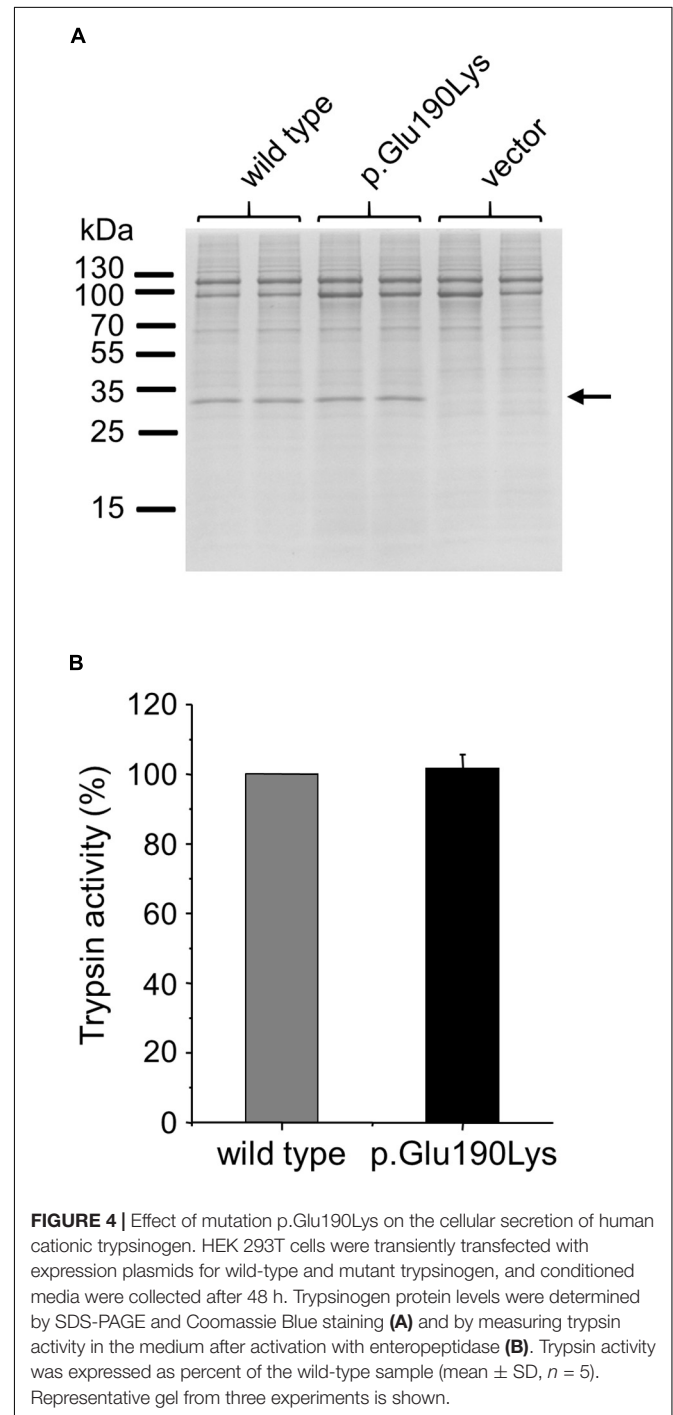 A
wild type
p.Glu190Lys
vector
kDa
130
100
70
55
35
25
15
B
120
100
80
60
40
20
0
Trypsin activity (%)
wild type p.Glu190Lys
FIGURE 4 | Effect of mutation p.Glu190Lys on the cellular secretion of human
cationic trypsinogen. HEK 293T cells were transiently transfected with
expression plasmids for wild-type and mutant trypsinogen, and conditioned
media were collected after 48 h. Trypsinogen protein levels were determined
by SDS-PAGE and Coomassie Blue staining (A) and by measuring trypsin
activity in the medium after activation with enteropeptidase (B). Trypsin activity
was expressed as percent of the wild-type sample (mean ± SD, n = 5).
Representative gel from three experiments is shown.